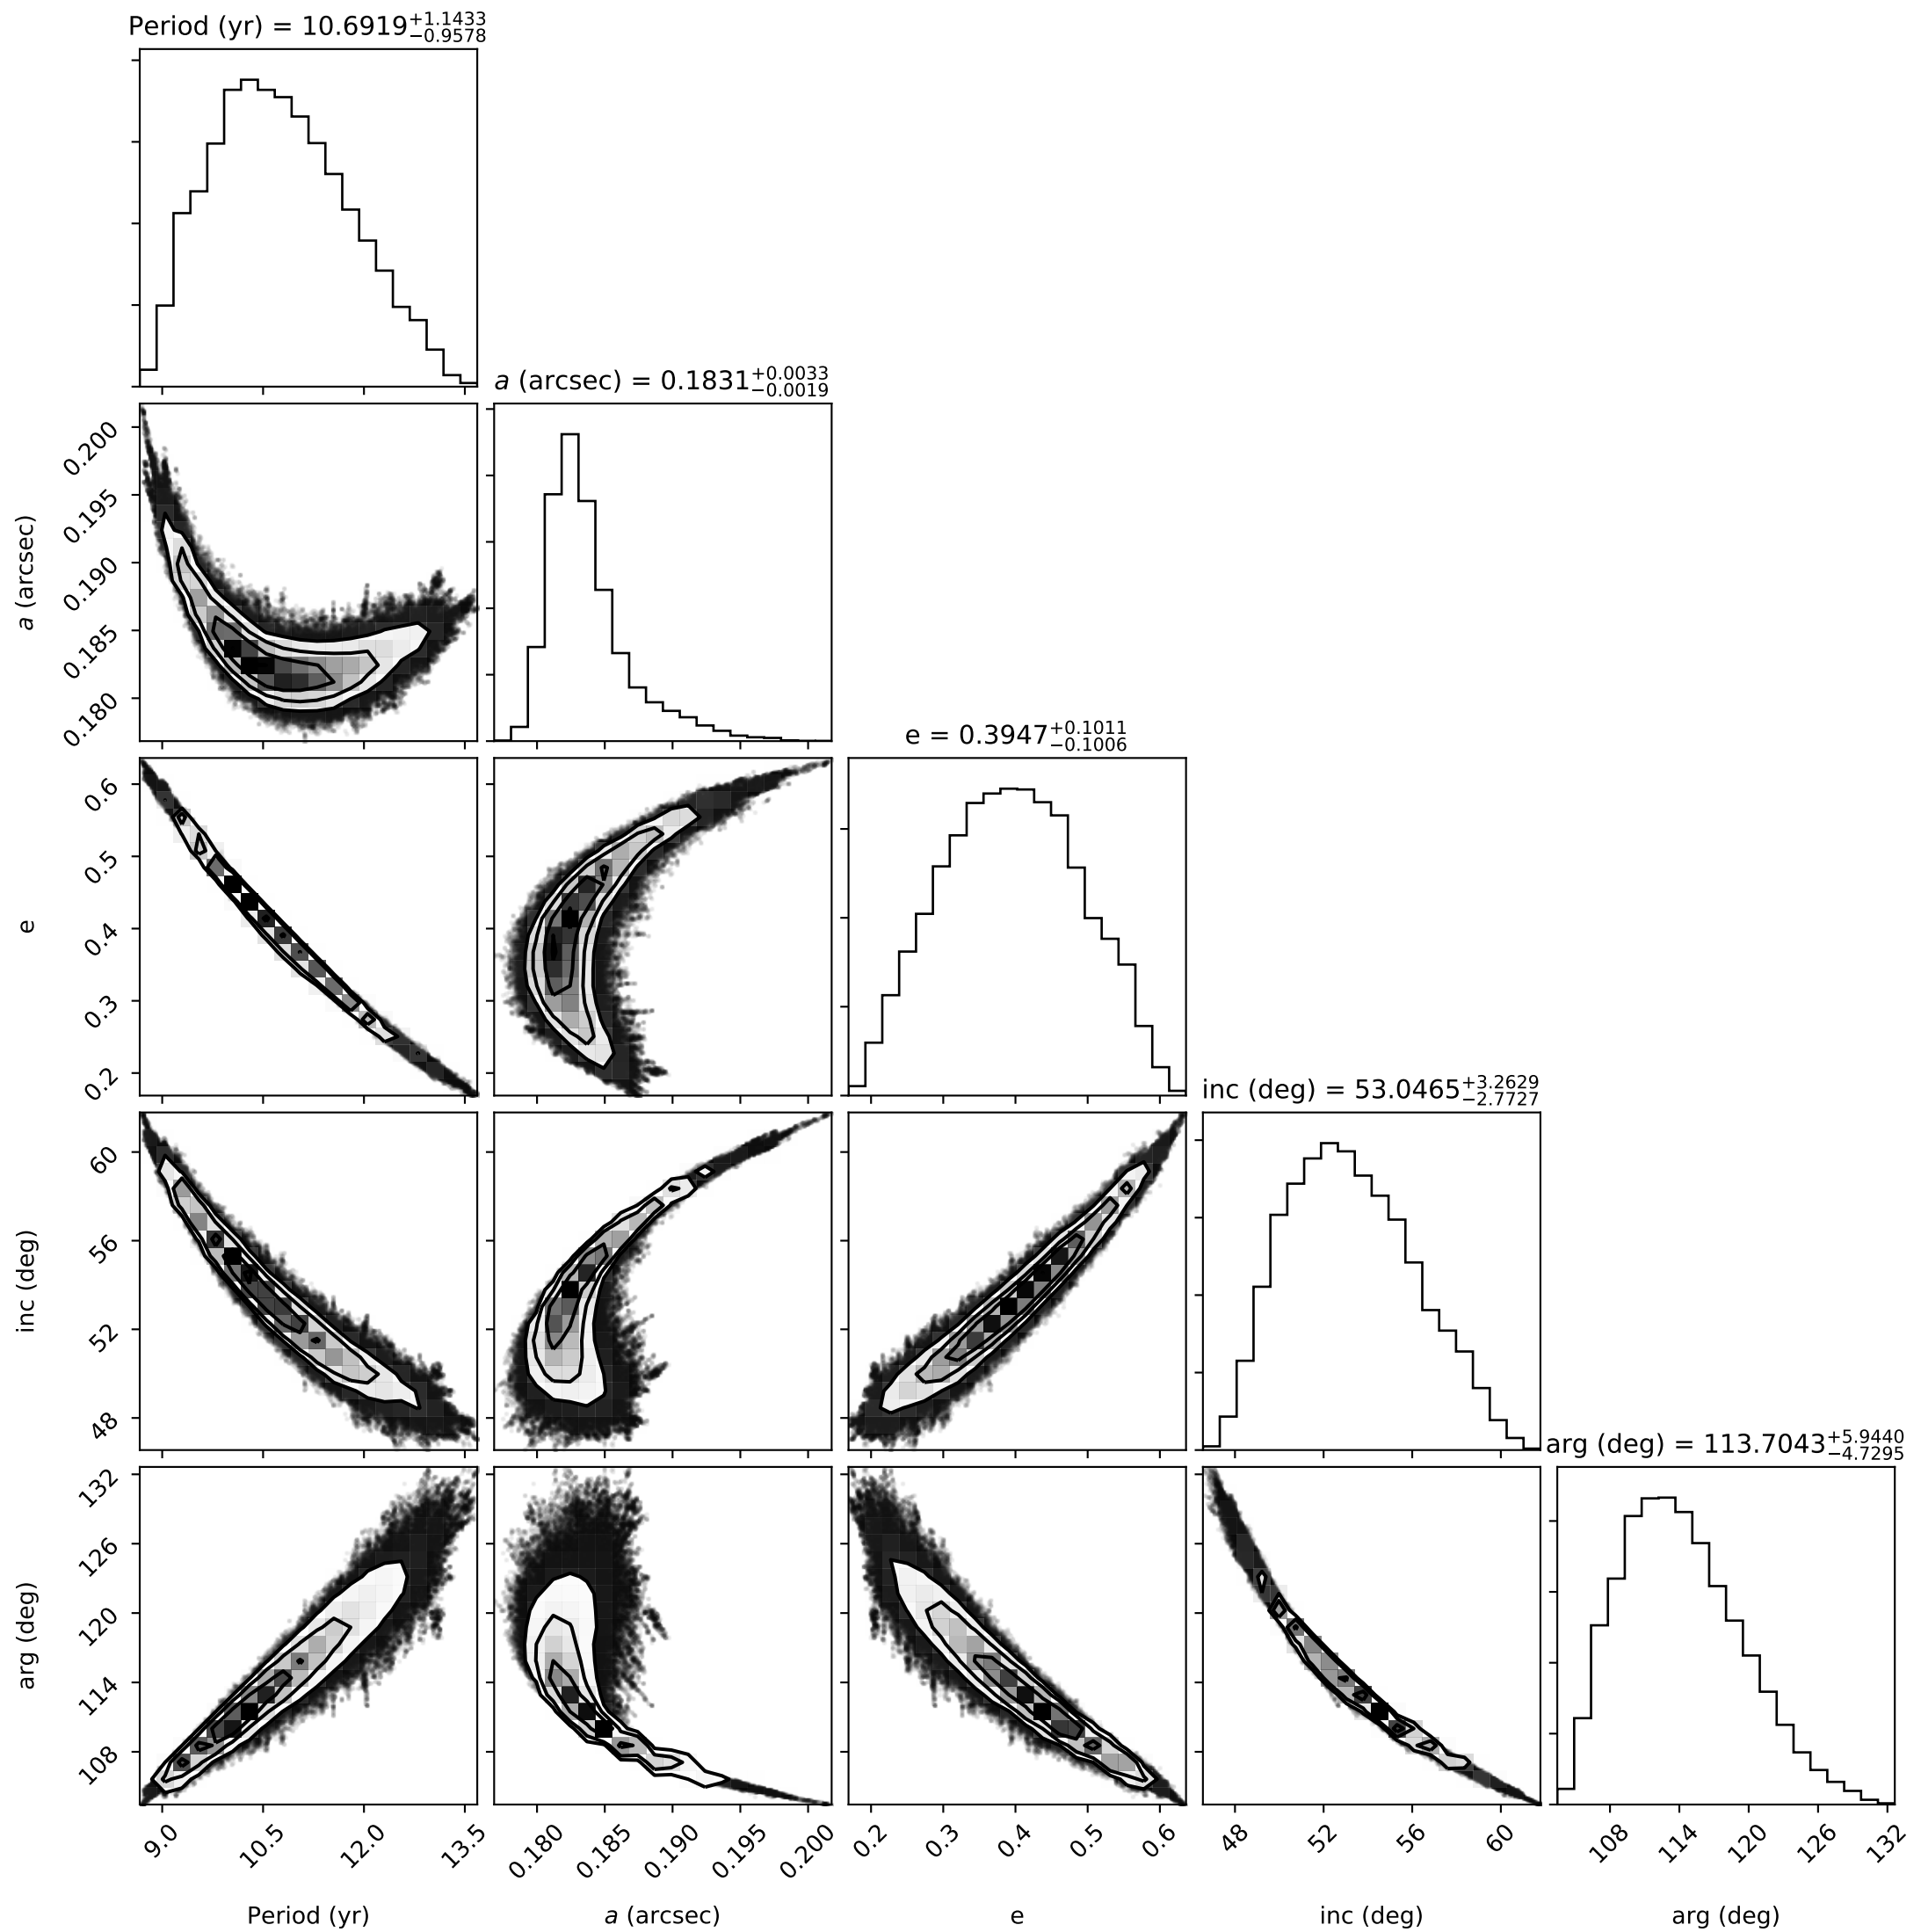 Period (yr) = 10.6919+1.1433−0.9578
a (arcsec) = 0.1831+0.0033−0.0019
0.200
0.195
0.190
0.185
0.180
a (arcsec)
e = 0.3947+0.1011−0.1006
0.6
0.5
0.4
0.3
0.2
e
inc (deg) = 53.0465+3.2629−2.7727
60
56
52
48
inc (deg)
arg (deg) = 113.7043+5.9440−4.7295
132
126
120
114
108
arg (deg)
9.0 10.5 12.0 13.5 0.180 0.185 0.190 0.195 0.200 0.2 0.3 0.4 0.5 0.6 48 52 56 60 108 114 120 126 132
Period (yr) a (arcsec) e inc (deg) arg (deg)